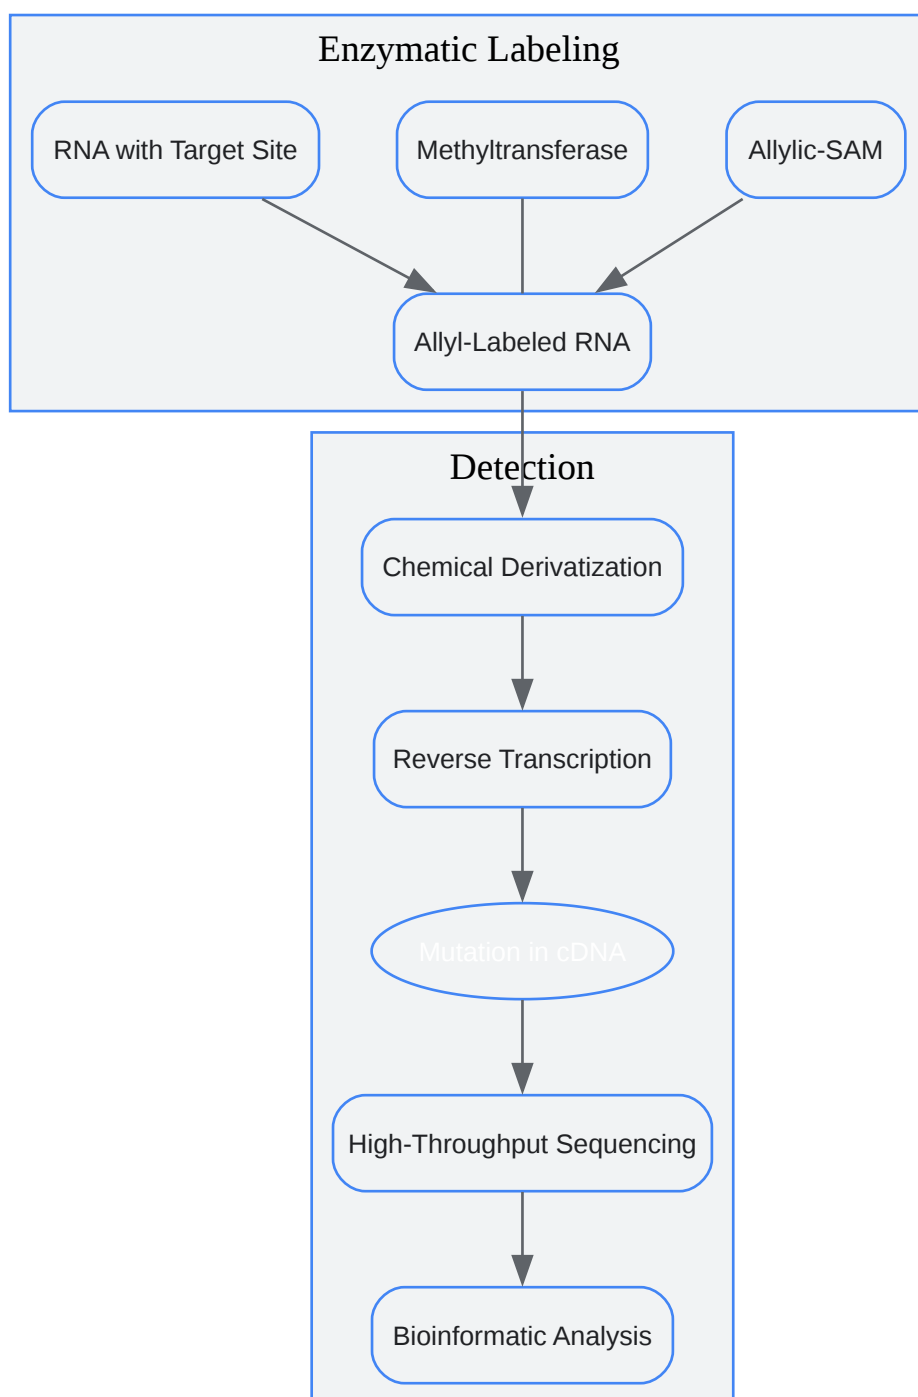 Enzymatic Labeling
RNA with Target Site
Methyltransferase
Allylic-SAM
Allyl-Labeled RNA
Detection
Chemical Derivatization
Reverse Transcription
Mutation in cDNA
High-Throughput Sequencing
Bioinformatic Analysis